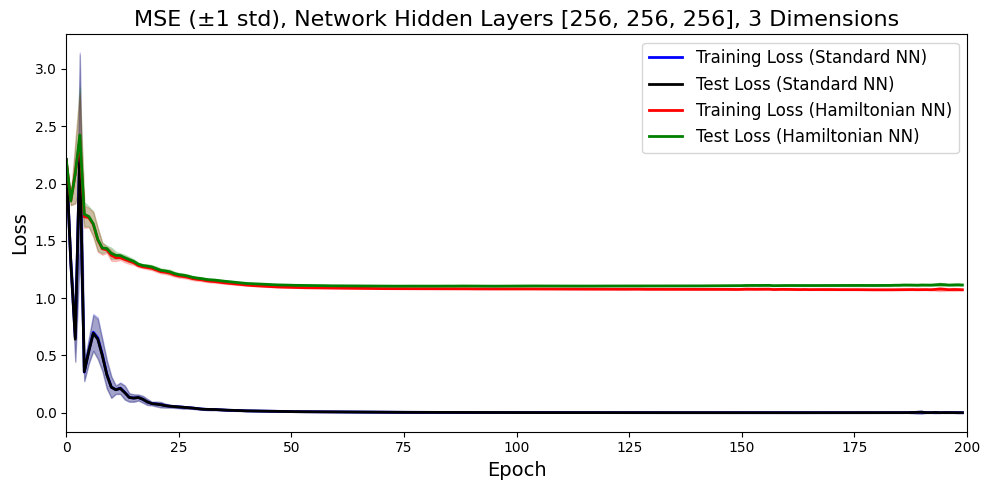 MSE (±1 std), Network Hidden Layers [256, 256, 256], 3 Dimensions
Training Loss (Standard NN)
Test Loss (Standard NN)
Training Loss (Hamiltonian NN)
Test Loss (Hamiltonian NN)
Loss
3.0
2.5
2.0
1.5
1.0
0.5
0.0
0 25 50 75 100 125 150 175 200
Epoch